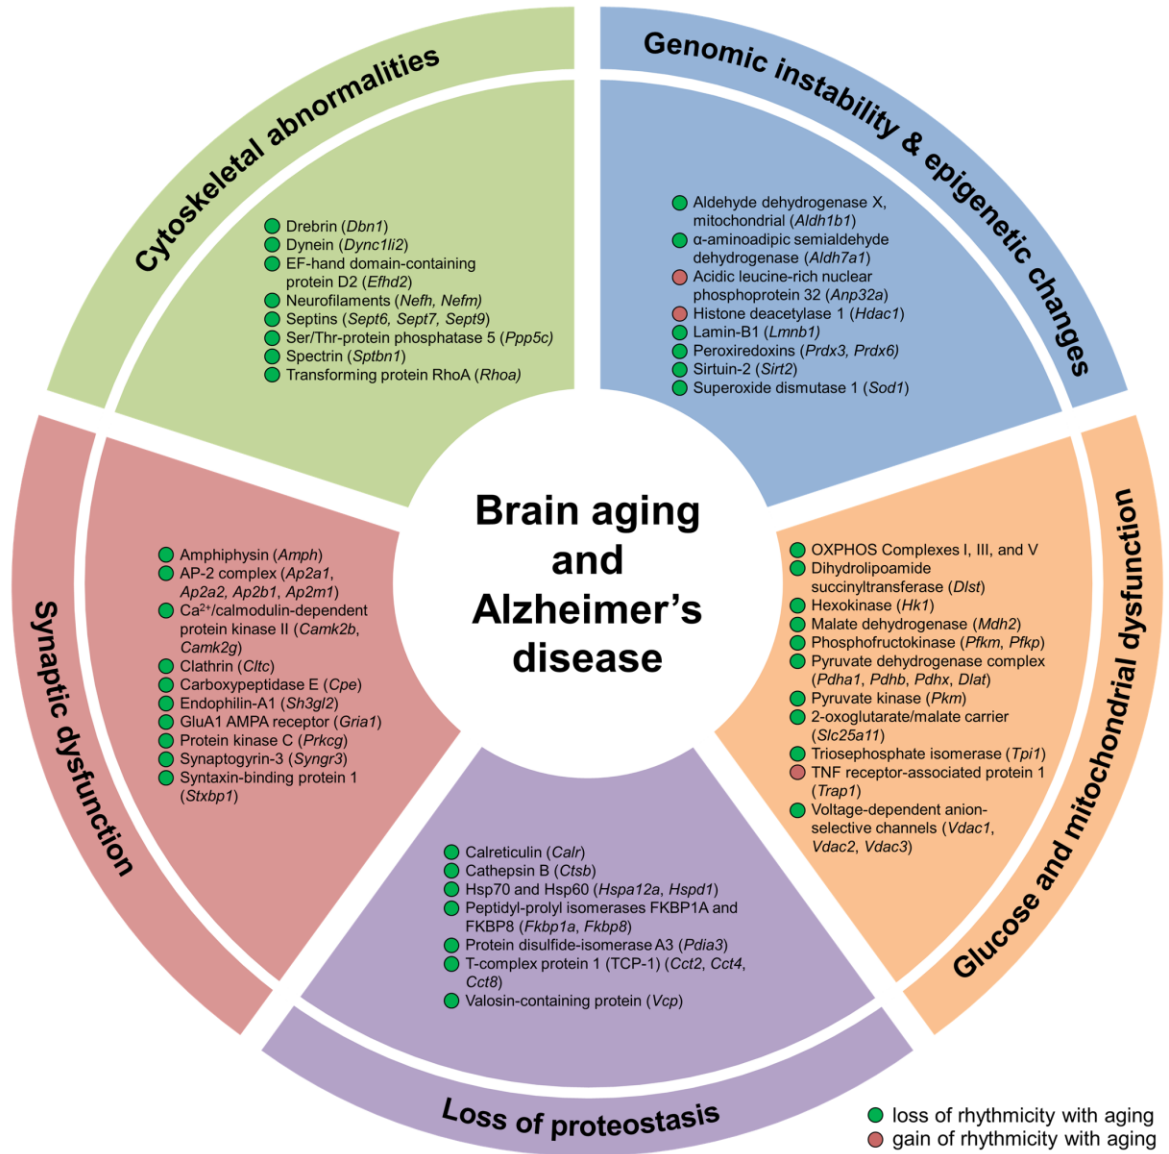 Cytoskeletal abnormalities
Drebrin (Dbn1)
Dynein (Dync1li2)
EF-hand domain-containing
protein D2 (Efhd2)
Neurofilaments (Nefh, Nefm)
Septins (Sept6, Sept7, Sept9)
Ser/Thr-protein phosphatase 5 (Ppp5c)
Spectrin (Sptbn1)
Transforming protein RhoA (Rhoa)
Genomic instability & epigenetic changes
Aldehyde dehydrogenase X,
mitochondrial (Aldh1b1)
α-aminoadipic semialdehyde
dehydrogenase (Aldh7a1)
Acidic leucine-rich nuclear
phosphoprotein 32 (Anp32a)
Histone deacetylase 1 (Hdac1)
Lamin-B1 (Lmnb1)
Peroxiredoxins (Prdx3, Prdx6)
Sirtuin-2 (Sirt2)
Superoxide dismutase 1 (Sod1)
Brain aging
and
Alzheimer's
disease
Synaptic dysfunction
Amphiphysin (Amph)
AP-2 complex (Ap2a1,
Ap2a2, Ap2b1, Ap2m1)
Ca²⁺/calmodulin-dependent
protein kinase II (Camk2b,
Camk2g)
Clathrin (Cltc)
Carboxypeptidase E (Cpe)
Endophilin-A1 (Sh3gl2)
GluA1 AMPA receptor (Gria1)
Protein kinase C (Prkcg)
Synaptogyrin-3 (Syngr3)
Syntaxin-binding protein 1
(Stxbp1)
Glucose and mitochondrial dysfunction
OXPHOS Complexes I, III, and V
Dihydrolipoamide
succinyltransferase (Dlst)
Hexokinase (Hk1)
Malate dehydrogenase (Mdh2)
Phosphofructokinase (Pfkm, Pfkp)
Pyruvate dehydrogenase complex
(Pdha1, Pdhb, Pdhx, Dlat)
Pyruvate kinase (Pkm)
2-oxoglutarate/malate carrier
(Slc25a11)
Triosephosphate isomerase (Tpi1)
TNF receptor-associated protein 1
(Trap1)
Voltage-dependent anion-
selective channels (Vdac1,
Vdac2, Vdac3)
Calreticulin (Calr)
Cathepsin B (Ctsb)
Hsp70 and Hsp60 (Hspa12a, Hspd1)
Peptidyl-prolyl isomerases FKBP1A and
FKBP8 (Fkbp1a, Fkbp8)
Protein disulfide-isomerase A3 (Pdia3)
T-complex protein 1 (TCP-1) (Cct2, Cct4,
Cct8)
Valosin-containing protein (Vcp)
Loss of proteostasis
loss of rhythmicity with aging
gain of rhythmicity with aging